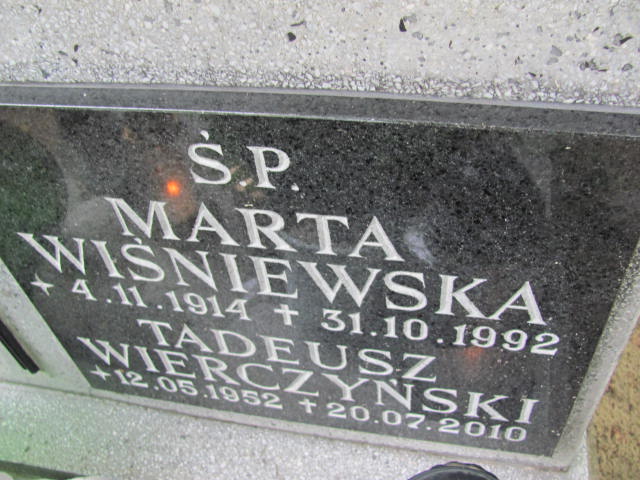 Ś.P.
MARTA
WIŚNIEWSKA
+ 4.11.1914 + 31.10.1992
TADEUSZ
WIERCZYŃSKI
+ 12.05.1952 + 20.07.2010